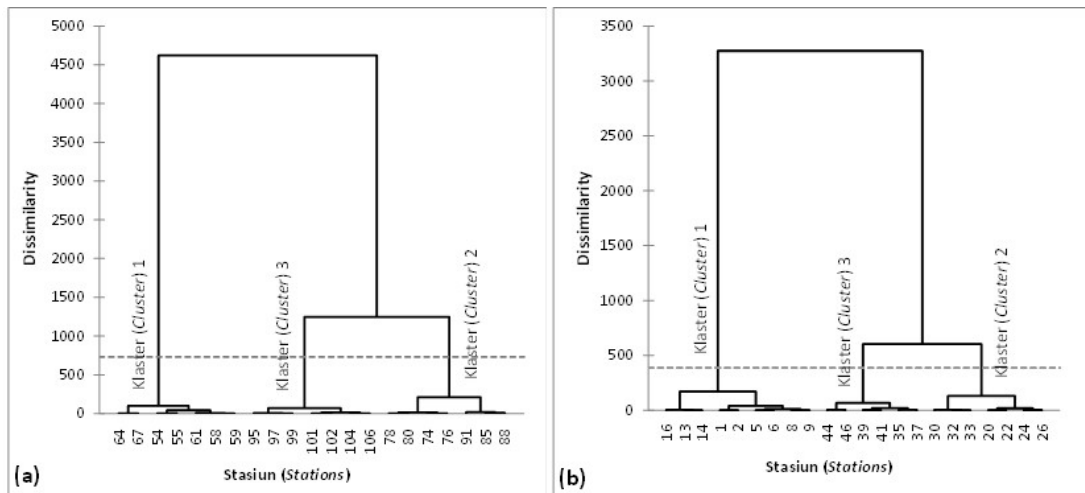 5000
4500
4000
3500
3000
2500
2000
1500
1000
500
0
Dissimilarity
Klaster (Cluster) 1
Klaster (Cluster) 3
Klaster (Cluster) 2
64 67 54 55 61 58 59 95 97 99 101 102 104 106 78 80 74 76 91 85 88
(a)
Stasiun (Stations)
3500
3000
2500
2000
1500
1000
500
0
Dissimilarity
Klaster (Cluster) 1
Klaster (Cluster) 3
Klaster (Cluster) 2
16 13 14 1 2 5 6 8 9 44 46 39 41 35 37 30 32 33 20 22 24 26
(b)
Stasiun (Stations)